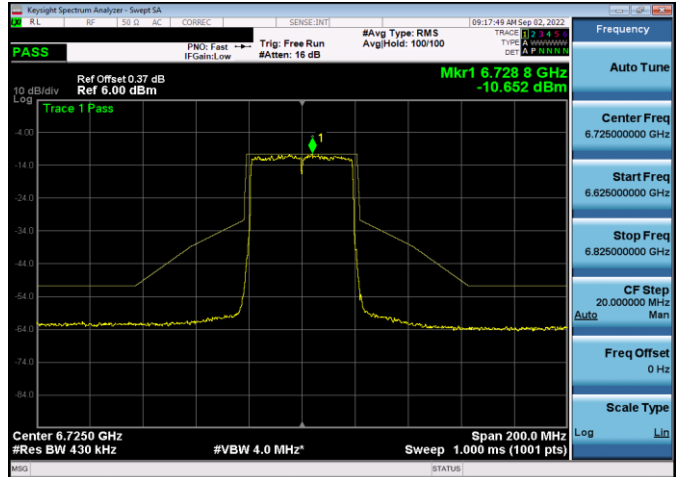 Keysight Spectrum Analyzer - Swept SA
RL RF 50 Ω AC CORREC SENSE:INT 09:17:49 AM Sep 02, 2022
PASS
PNO: Fast
IFGain:Low
Trig: Free Run
#Atten: 16 dB
#Avg Type: RMS
Avg|Hold: 100/100
TRACE 1 2 3 4 5 6
TYPE A WWWWW
DET A P N N N N
Ref Offset 0.37 dB
10 dB/div Ref 6.00 dBm
Mkr1 6.728 8 GHz
-10.652 dBm
Log
Trace 1 Pass
1
-4.00
-14.0
-24.0
-34.0
-44.0
-54.0
-64.0
-74.0
-84.0
Center 6.7250 GHz
#Res BW 430 kHz
#VBW 4.0 MHz*
Span 200.0 MHz
Sweep 1.000 ms (1001 pts)
MSG
STATUS
Frequency
Auto Tune
Center Freq
6.725000000 GHz
Start Freq
6.625000000 GHz
Stop Freq
6.825000000 GHz
CF Step
20.000000 MHz
Auto Man
Freq Offset
0 Hz
Scale Type
Log Lin